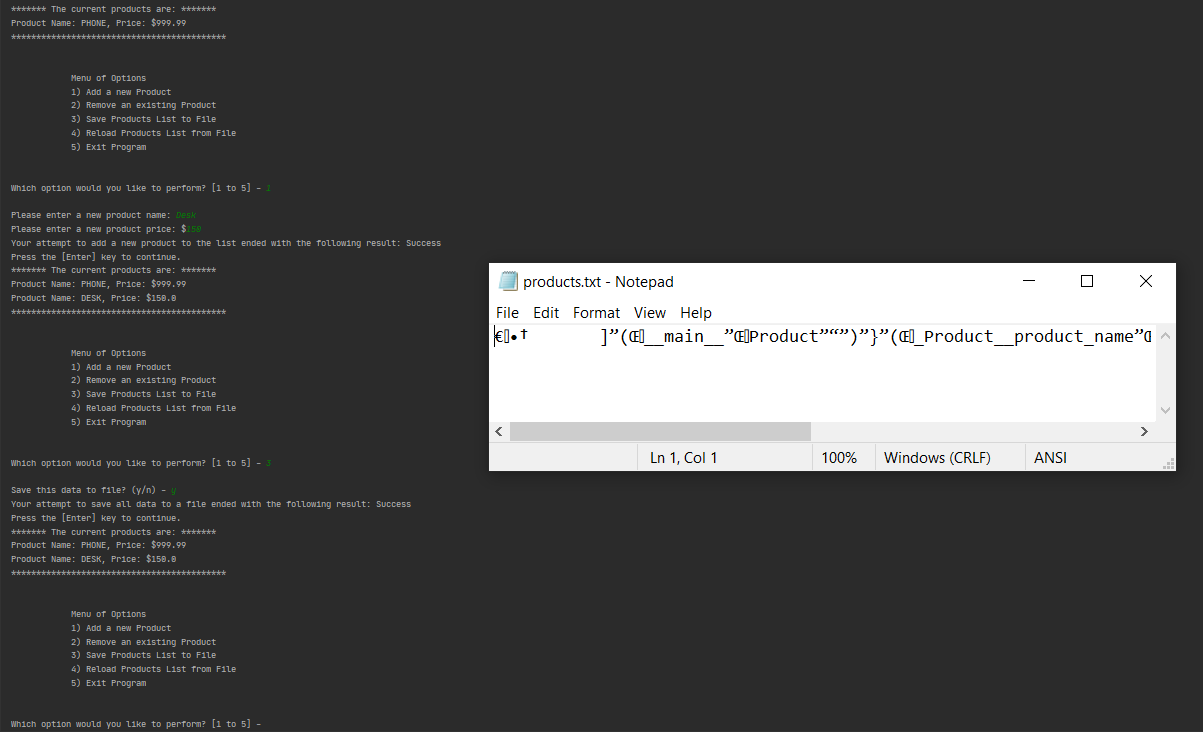 ******* The current products are: *******
Product Name: PHONE, Price: $999.99
*******************************************
Menu of Options
1) Add a new Product
2) Remove an existing Product
3) Save Products List to File
4) Reload Products List from File
5) Exit Program
Which option would you like to perform? [1 to 5] - 1
Please enter a new product name: Desk
Please enter a new product price: $150
Your attempt to add a new product to the list ended with the following result: Success
Press the [Enter] key to continue.
******* The current products are: *******
Product Name: PHONE, Price: $999.99
Product Name: DESK, Price: $150.0
*******************************************
Menu of Options
1) Add a new Product
2) Remove an existing Product
3) Save Products List to File
4) Reload Products List from File
5) Exit Program
Which option would you like to perform? [1 to 5] - 3
Save this data to file? (y/n) - y
Your attempt to save all data to a file ended with the following result: Success
Press the [Enter] key to continue.
******* The current products are: *******
Product Name: PHONE, Price: $999.99
Product Name: DESK, Price: $150.0
*******************************************
Menu of Options
1) Add a new Product
2) Remove an existing Product
3) Save Products List to File
4) Reload Products List from File
5) Exit Program
Which option would you like to perform? [1 to 5] -
products.txt - Notepad
File Edit Format View Help
€▯•† ]”(Œ▯__main__”Œ▯Product”“”)”}”(Œ▯_Product__product_name”Œ
Ln 1, Col 1 100% Windows (CRLF) ANSI